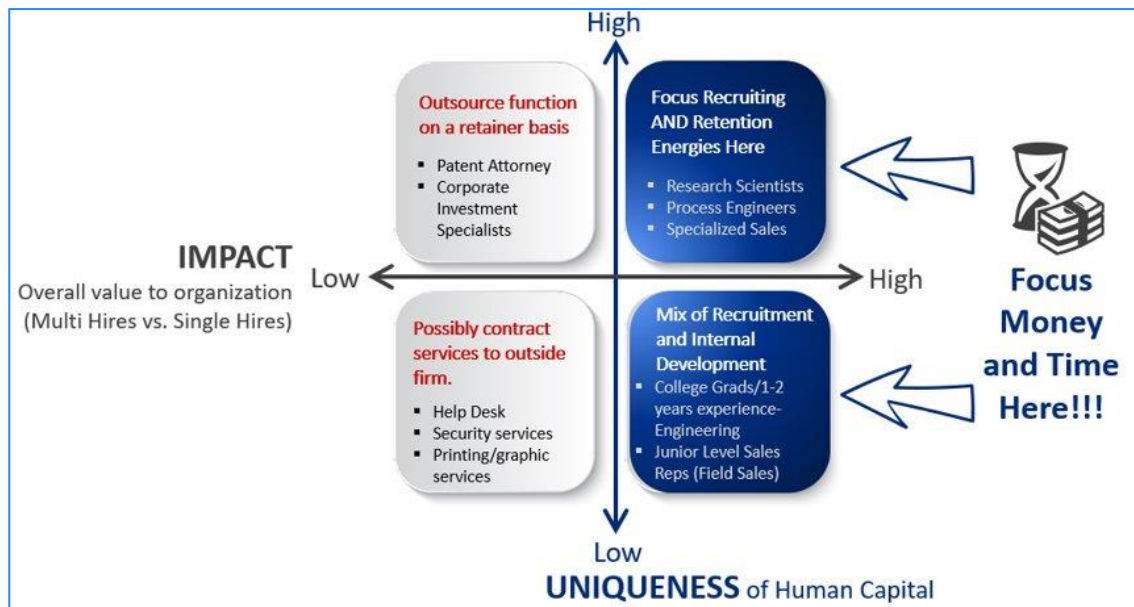 High
Outsource function
on a retainer basis
▪ Patent Attorney
▪ Corporate
Investment
Specialists
Focus Recruiting
AND Retention
Energies Here
▪ Research Scientists
▪ Process Engineers
▪ Specialized Sales
IMPACT
Overall value to organization
(Multi Hires vs. Single Hires)
Low
High
Possibly contract
services to outside
firm.
▪ Help Desk
▪ Security services
▪ Printing/graphic
services
Mix of Recruitment
and Internal
Development
▪ College Grads/1-2
years experience-
Engineering
▪ Junior Level Sales
Reps (Field Sales)
Focus
Money
and Time
Here!!!
Low
UNIQUENESS of Human Capital